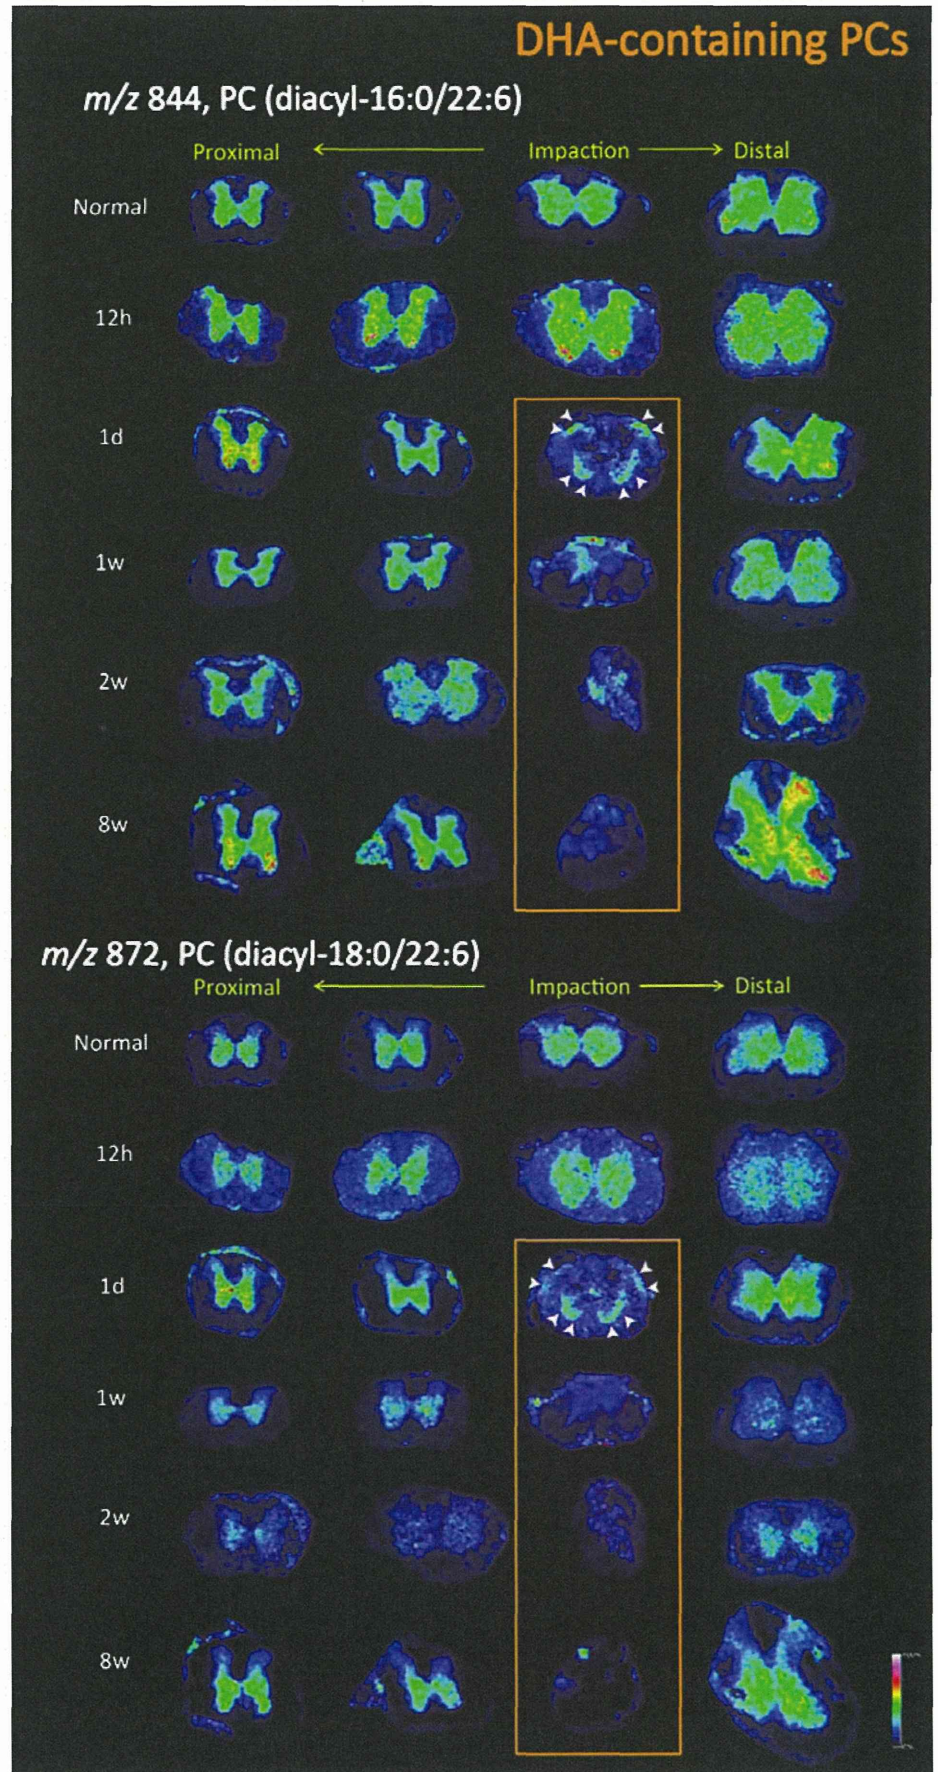 DHA-containing PCs
m/z 844, PC (diacyl-16:0/22:6)
Proximal Impaction Distal
Normal
12h
1d
1w
2w
8w
m/z 872, PC (diacyl-18:0/22:6)
Proximal Impaction Distal
Normal
12h
1d
1w
2w
8w